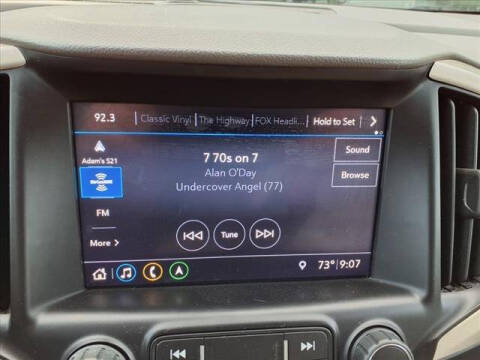 92.3 Classic Vinyl The Highway FOX Headli... Hold to Set
7 70s on 7
Sound
Adam's S21
Alan O'Day
Browse
Undercover Angel (77)
FM
Tune
More
73° 9:07